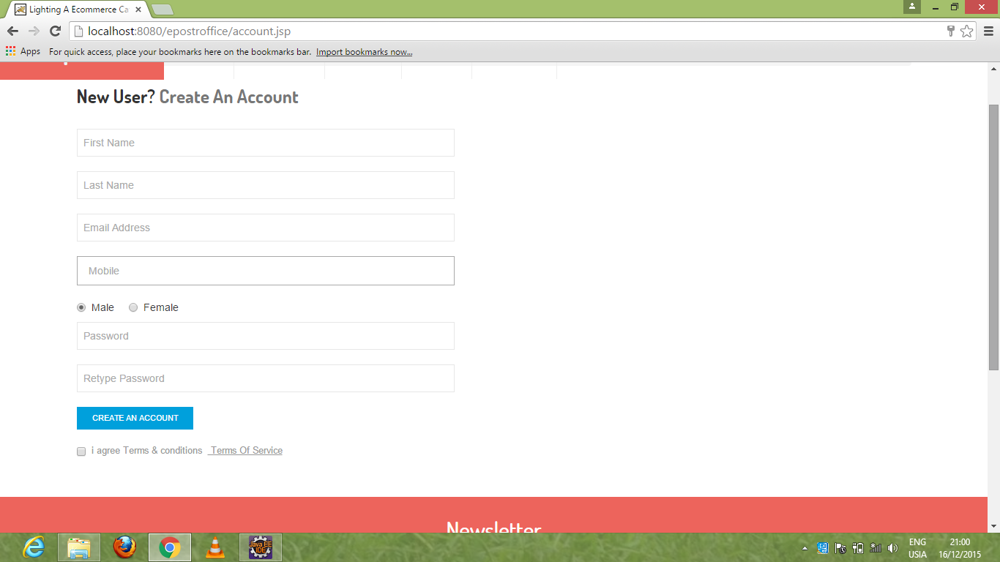 Lighting A Ecommerce Ca
localhost:8080/epostroffice/account.jsp
Apps For quick access, place your bookmarks here on the bookmarks bar. Import bookmarks now...
New User? Create An Account
First Name
Last Name
Email Address
Mobile
Male Female
Password
Retype Password
CREATE AN ACCOUNT
i agree Terms & conditions Terms Of Service
Newsletter
Java EE
IDE
ENG 21:00
USIA 16/12/2015